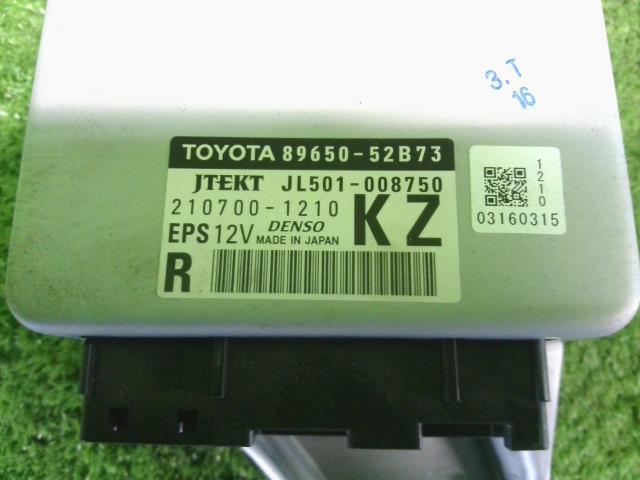 3.T
16
TOYOTA 89650-52B73
JTEKT JL501-008750
210700-1210
DENSO
EPS 12V MADE IN JAPAN
KZ
R
1210
03160315